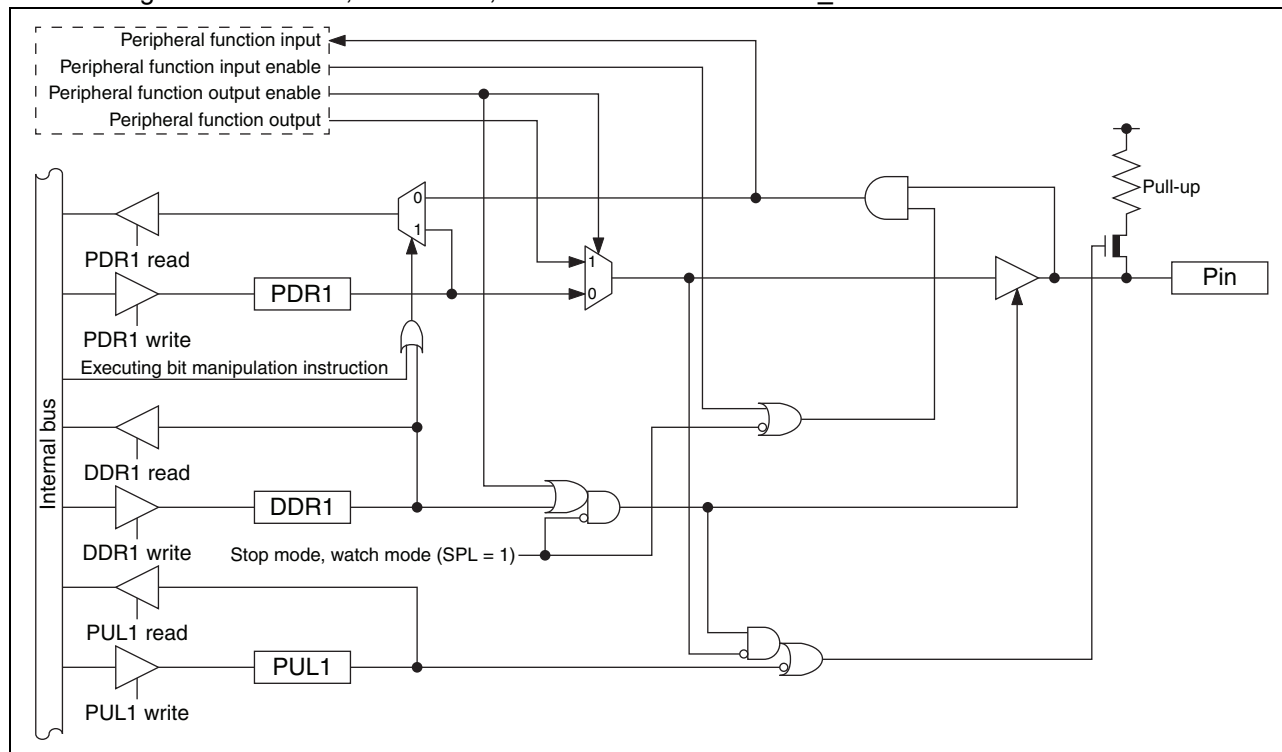 Peripheral function input
Peripheral function input enable
Peripheral function output enable
Peripheral function output
0
1
PDR1 read
PDR1
PDR1 write
1
0
Pull-up
Pin
Executing bit manipulation instruction
Internal bus
DDR1 read
DDR1
DDR1 write
Stop mode, watch mode (SPL = 1)
PUL1 read
PUL1
PUL1 write